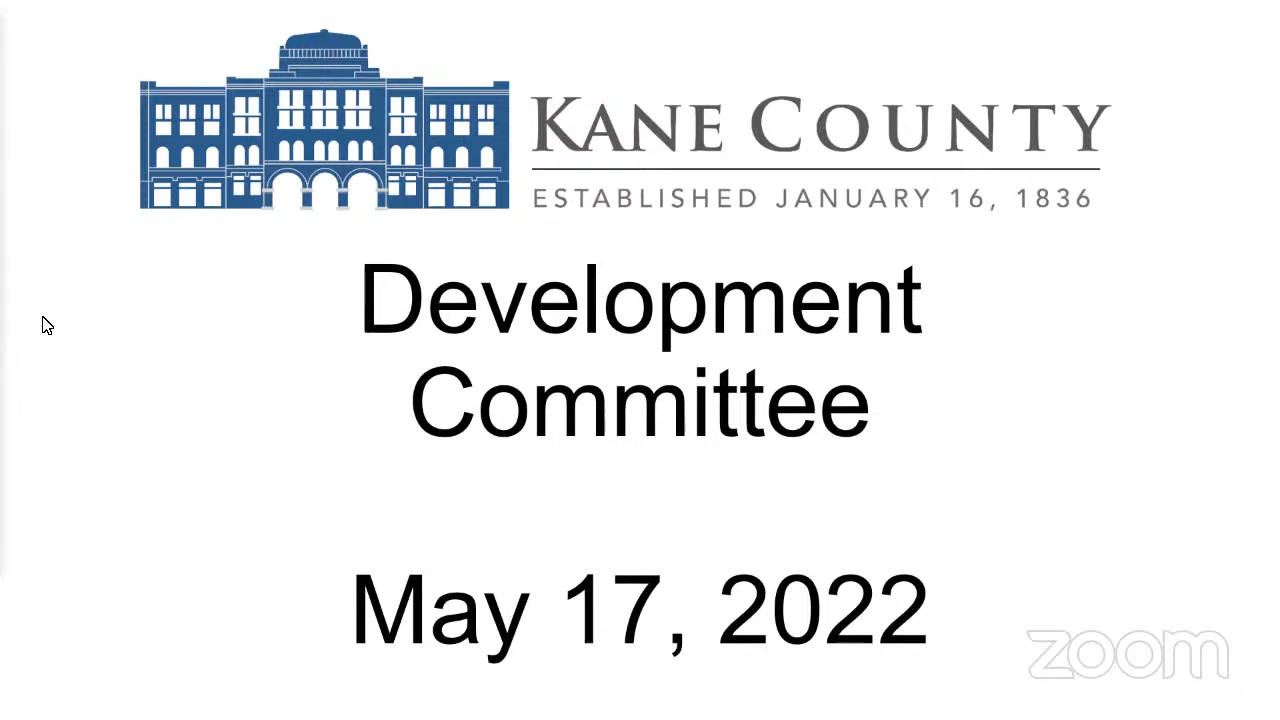 KANE COUNTY
ESTABLISHED JANUARY 16, 1836
Development
Committee
May 17, 2022
zoom